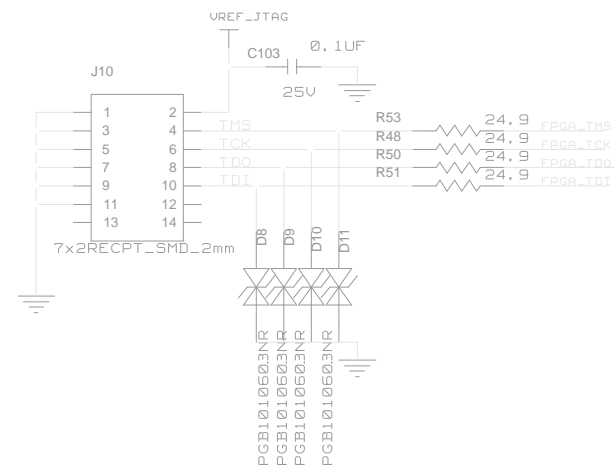 VREF_JTAG
C103
0.1UF
25V
J10
1 2
3 4
5 6
7 8
9 10
11 12
13 14
7x2RECPT_SMD_2mm
TMS
TCK
TDO
TDI
R53 24.9 FPGA_TMS
R48 24.9 FPGA_TCK
R50 24.9 FPGA_TDO
R51 24.9 FPGA_TDI
D8
D9
D10
D11
PGB1010603NR
PGB1010603NR
PGB1010603NR
PGB1010603NR